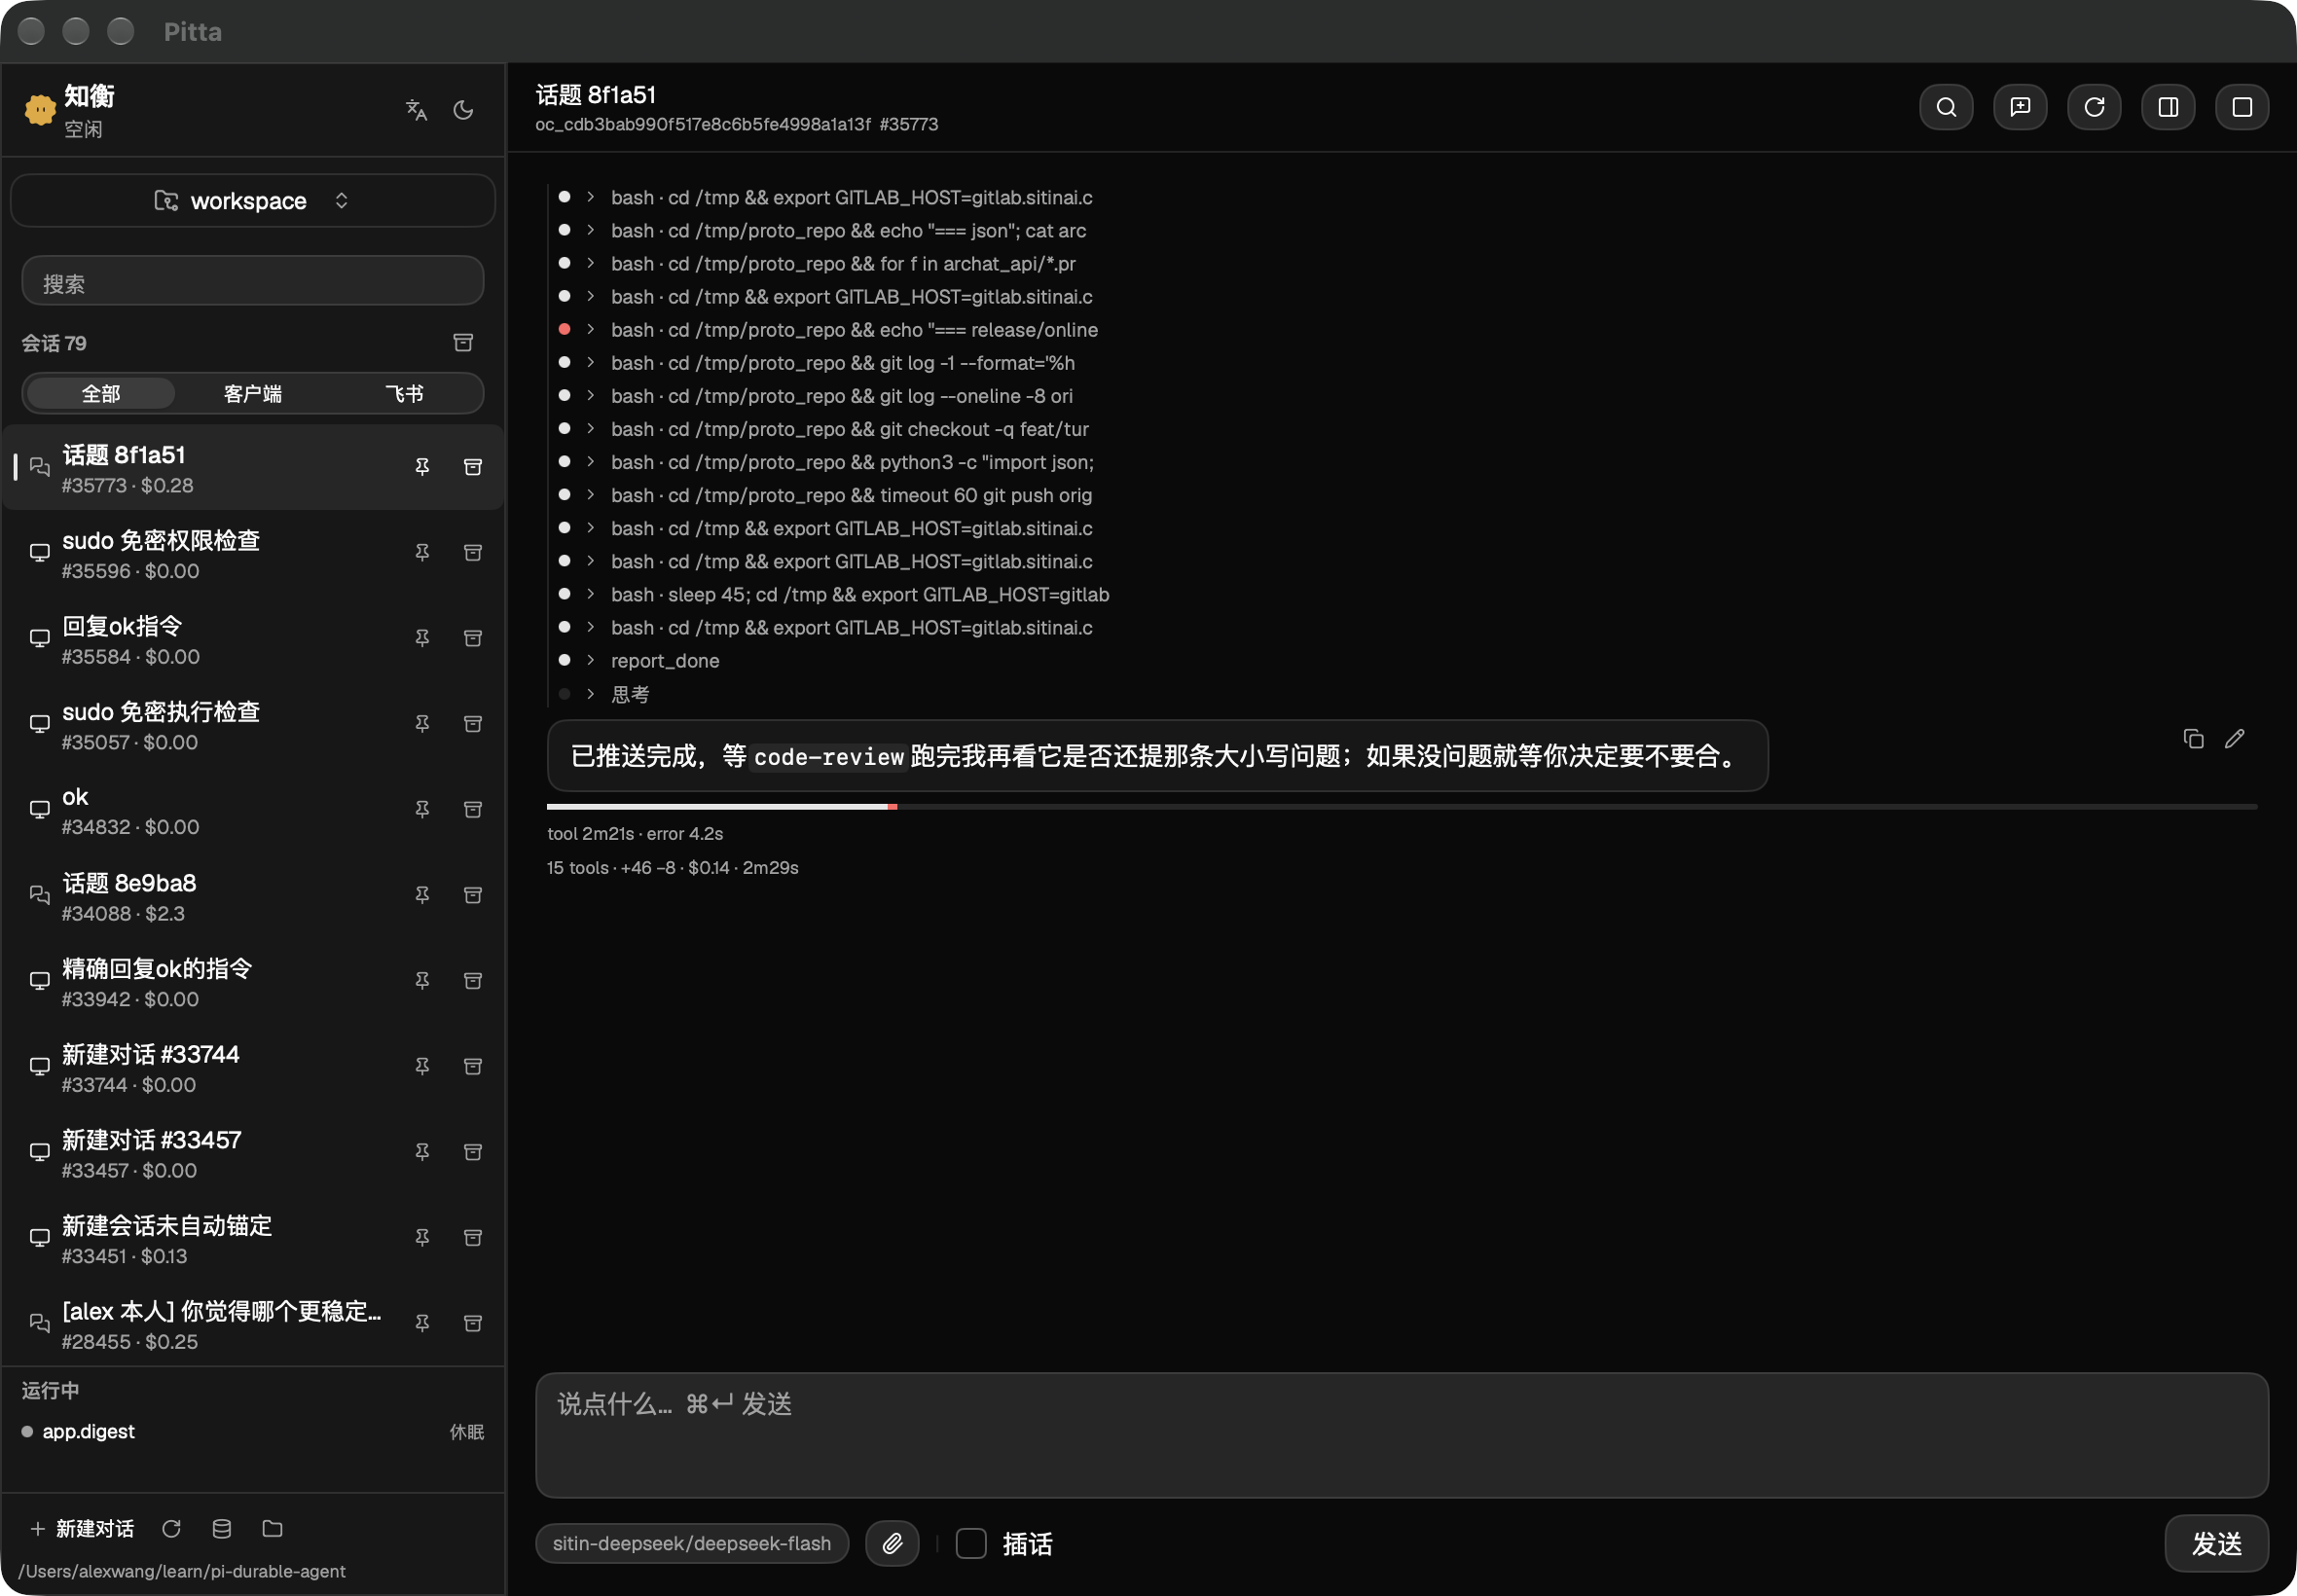 Pitta
知衡
空闲
workspace
搜索
会话 79
全部
客户端
飞书
话题 8f1a51
#35773 · $0.28
sudo 免密权限检查
#35596 · $0.00
回复ok指令
#35584 · $0.00
sudo 免密执行检查
#35057 · $0.00
ok
#34832 · $0.00
话题 8e9ba8
#34088 · $2.3
精确回复ok的指令
#33942 · $0.00
新建对话 #33744
#33744 · $0.00
新建对话 #33457
#33457 · $0.00
新建会话未自动锚定
#33451 · $0.13
[alex 本人] 你觉得哪个更稳定...
#28455 · $0.25
运行中
app.digest
休眠
新建对话
/Users/alexwang/learn/pi-durable-agent
话题 8f1a51
oc_cdb3bab990f517e8c6b5fe4998a1a13f #35773
bash · cd /tmp && export GITLAB_HOST=gitlab.sitinai.c
bash · cd /tmp/proto_repo && echo "=== json"; cat arc
bash · cd /tmp/proto_repo && for f in archat_api/*.pr
bash · cd /tmp && export GITLAB_HOST=gitlab.sitinai.c
bash · cd /tmp/proto_repo && echo "=== release/online
bash · cd /tmp/proto_repo && git log -1 --format='%h
bash · cd /tmp/proto_repo && git log --oneline -8 ori
bash · cd /tmp/proto_repo && git checkout -q feat/tur
bash · cd /tmp/proto_repo && python3 -c "import json;
bash · cd /tmp/proto_repo && timeout 60 git push orig
bash · cd /tmp && export GITLAB_HOST=gitlab.sitinai.c
bash · cd /tmp && export GITLAB_HOST=gitlab.sitinai.c
bash · sleep 45; cd /tmp && export GITLAB_HOST=gitlab
bash · cd /tmp && export GITLAB_HOST=gitlab.sitinai.c
report_done
思考
已推送完成，等 code-review 跑完我再看它是否还提那条大小写问题；如果没问题就等你决定要不要合。
tool 2m21s · error 4.2s
15 tools · +46 −8 · $0.14 · 2m29s
说点什么... ⌘↵ 发送
sitin-deepseek/deepseek-flash
插话
发送